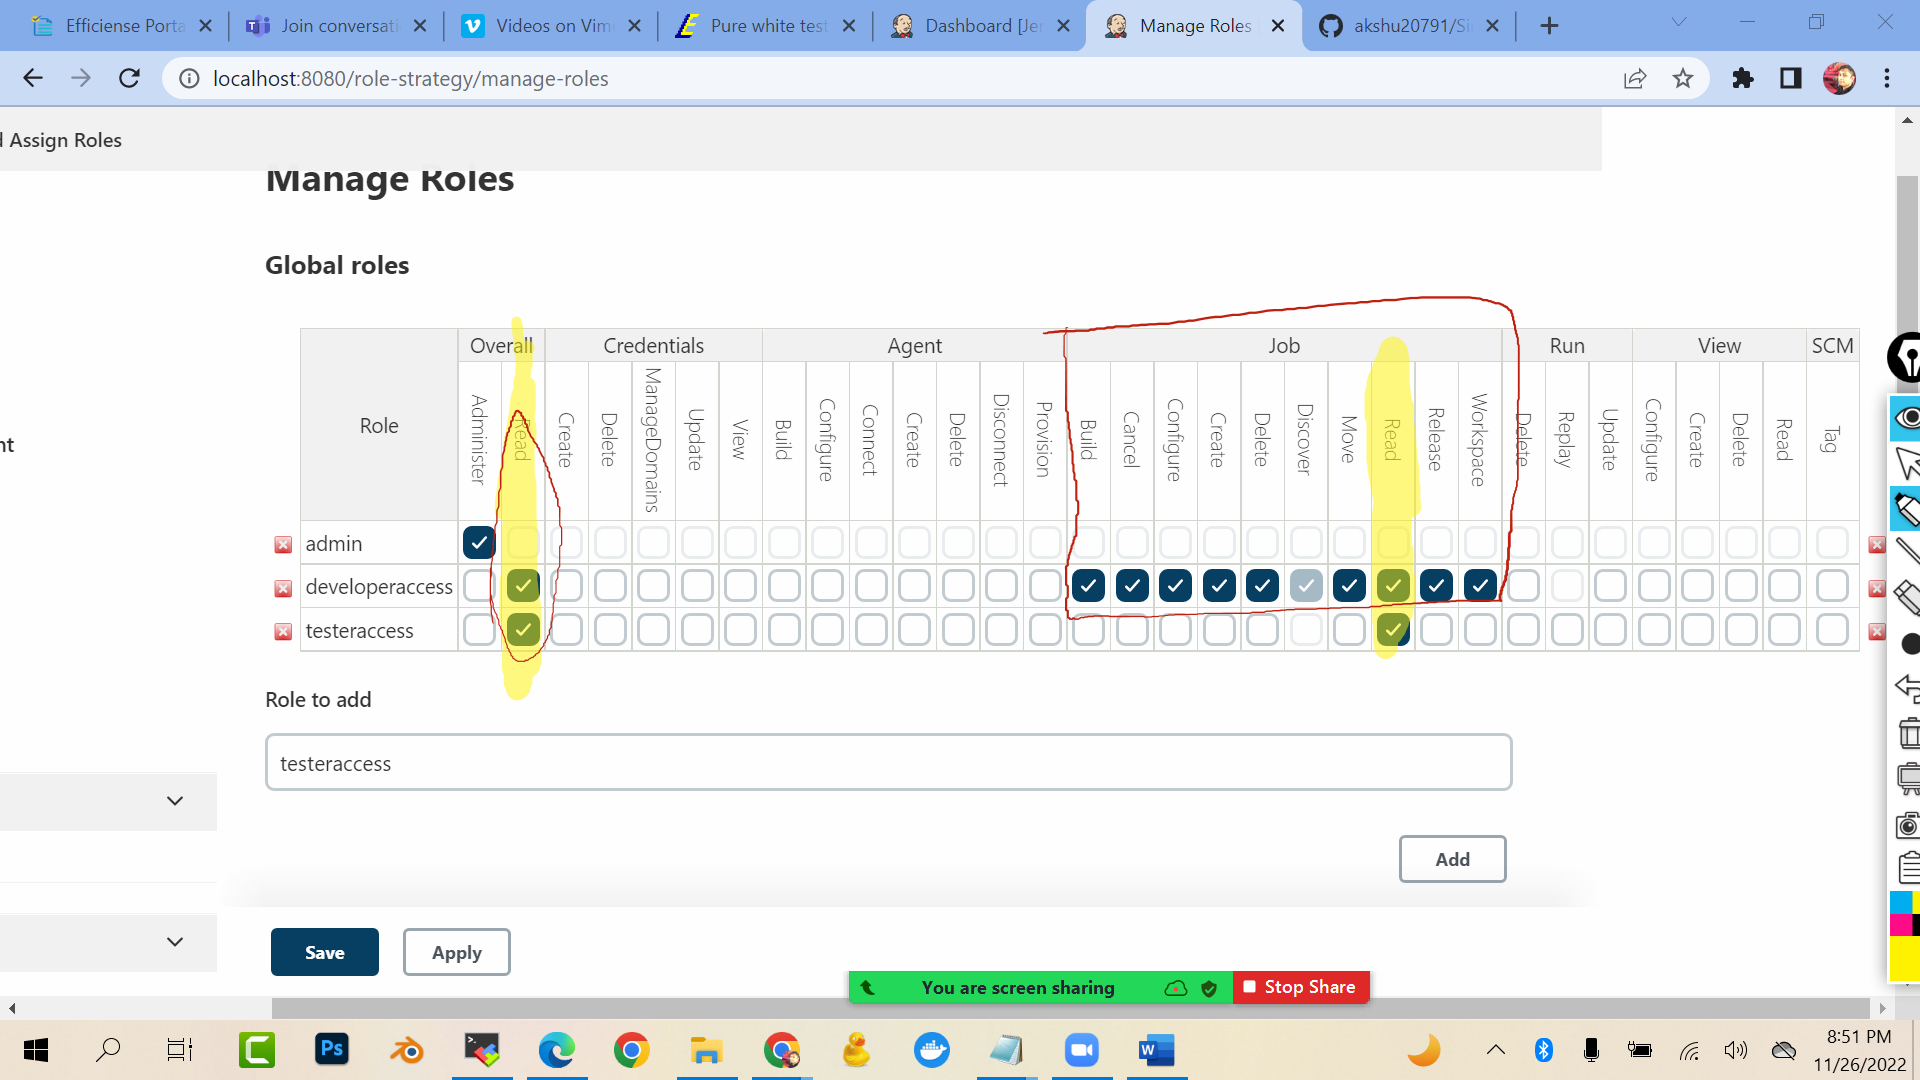 Efficiense Porta
Join conversati
Videos on Vim
Pure white test
Dashboard [Jen
Manage Roles
akshu20791/Si
localhost:8080/role-strategy/manage-roles
Assign Roles
Manage Roles
Global roles
Role
Overall
Credentials
Agent
Job
Run
View
SCM
Administer
Read
Create
Delete
ManageDomains
Update
View
Build
Configure
Connect
Create
Delete
Disconnect
Provision
Build
Cancel
Configure
Create
Delete
Discover
Move
Read
Release
Workspace
Delete
Replay
Update
Configure
Create
Delete
Read
Tag
nt
admin
developeraccess
testeraccess
Role to add
testeraccess
Add
Save
Apply
You are screen sharing
Stop Share
Ps
W
8:51 PM
11/26/2022